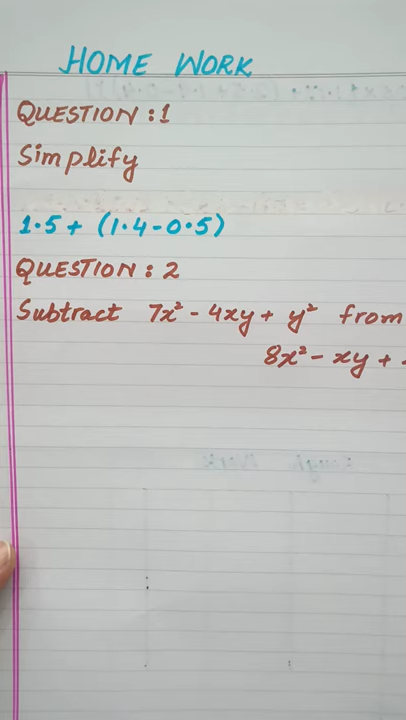 HOME WORK
QUESTION : 1
Simplify
1.5 + (1.4 - 0.5)
QUESTION : 2
Subtract 7x² - 4xy + y² from
8x² - xy +